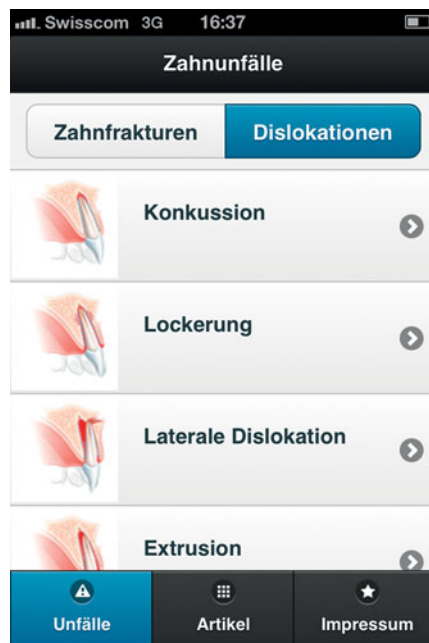 Swisscom 3G 16:37
Zahnunfälle
Zahnfrakturen Dislokationen
Konkussion
Lockerung
Laterale Dislokation
Extrusion
Unfälle Artikel Impressum